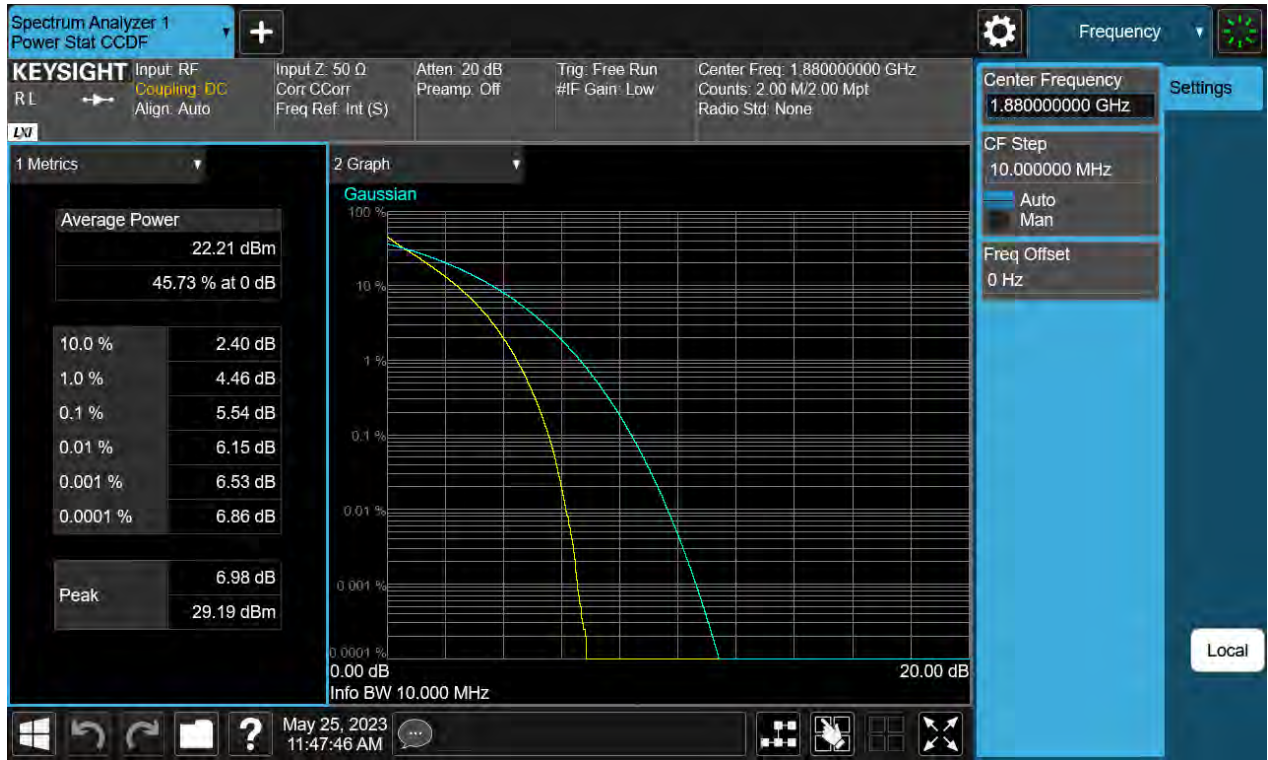 Spectrum Analyzer 1
Power Stat CCDF
Frequency
KEYSIGHT
RL
LXI
Input: RF
Coupling: DC
Align: Auto
Input Z: 50 Ω
Corr CCorr
Freq Ref: Int (S)
Atten: 20 dB
Preamp: Off
Trig: Free Run
#IF Gain: Low
Center Freq: 1.880000000 GHz
Counts: 2.00 M/2.00 Mpt
Radio Std: None
Center Frequency
1.880000000 GHz
Settings
CF Step
10.000000 MHz
Auto
Man
Freq Offset
0 Hz
1 Metrics
Average Power
22.21 dBm
45.73 % at 0 dB
10.0 % 2.40 dB
1.0 % 4.46 dB
0.1 % 5.54 dB
0.01 % 6.15 dB
0.001 % 6.53 dB
0.0001 % 6.86 dB
Peak
6.98 dB
29.19 dBm
2 Graph
Gaussian
100 %
10 %
1 %
0.1 %
0.01 %
0.001 %
0.0001 %
0.00 dB 20.00 dB
Info BW 10.000 MHz
Local
May 25, 2023
11:47:46 AM